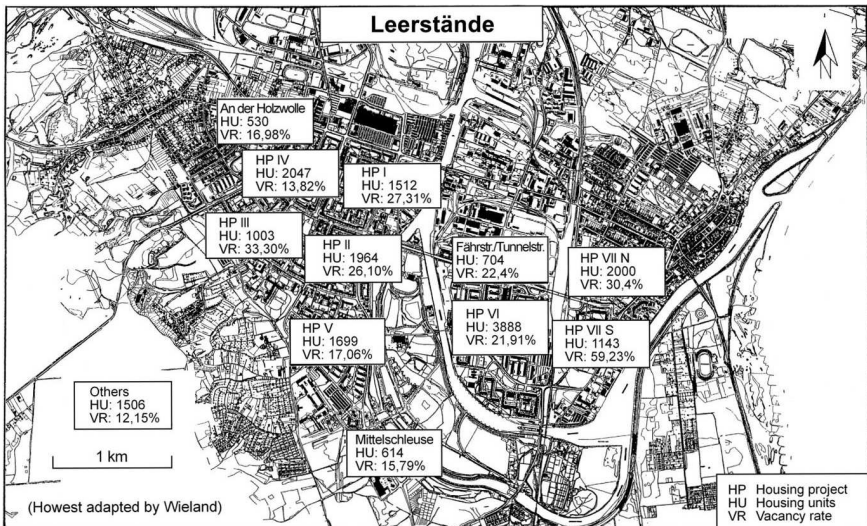 Leerstände
An der Holzwolle
HU: 530
VR: 16,98%
HP IV
HU: 2047
VR: 13,82%
HP I
HU: 1512
VR: 27,31%
HP III
HU: 1003
VR: 33,30%
HP II
HU: 1964
VR: 26,10%
Fährstr./Tunnelstr.
HU: 704
VR: 22,4%
HP VII N
HU: 2000
VR: 30,4%
HP V
HU: 1699
VR: 17,06%
HP VI
HU: 3888
VR: 21,91%
HP VII S
HU: 1143
VR: 59,23%
Others
HU: 1506
VR: 12,15%
Mittelschleuse
HU: 614
VR: 15,79%
1 km
(Howest adapted by Wieland)
HP Housing project
HU Housing units
VR Vacancy rate